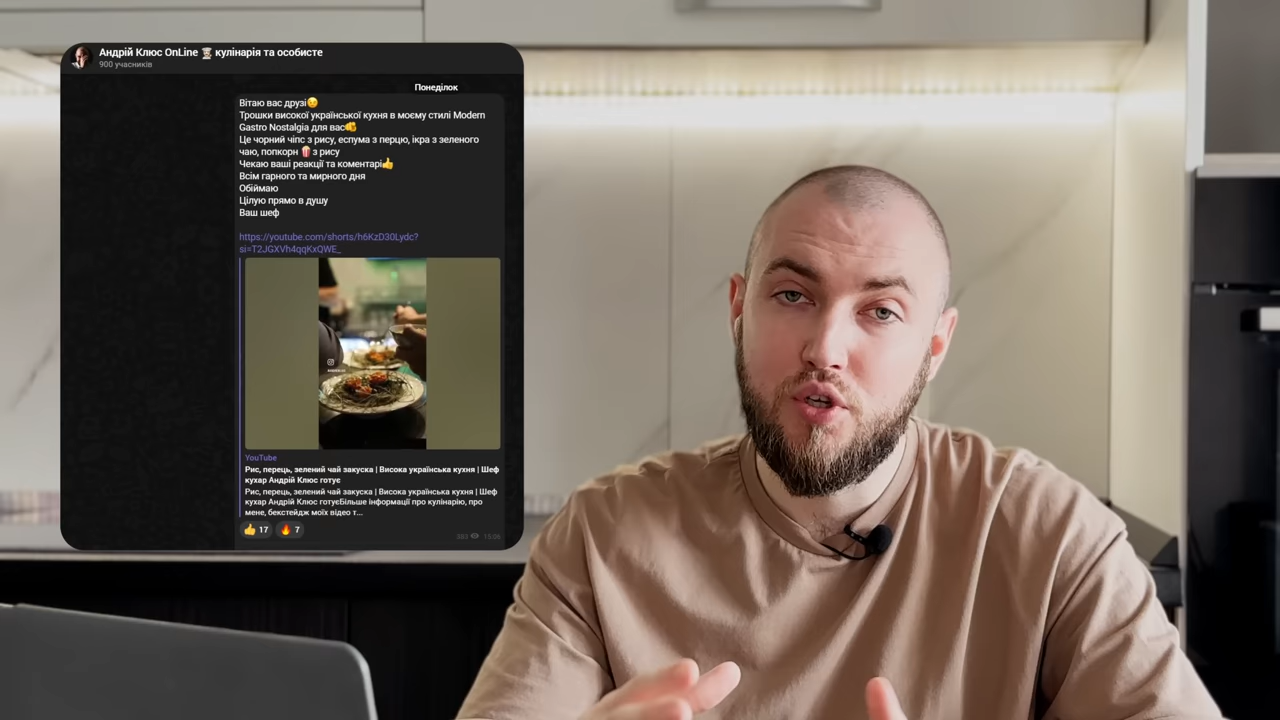 Андрій Клюс OnLine 👨🏻‍🍳 кулінарія та особисте
900 учасників
Понеділок
Вітаю вас друзі😉
Трошки високої української кухня в моєму стилі Modern
Gastro Nostalgia для вас🫶
Це чорний чіпс з рису, еспума з перцю, ікра з зеленого
чаю, попкорн 🍿 з рису
Чекаю ваші реакції та коментарі👍
Всім гарного та мирного дня
Обіймаю
Цілую прямо в душу
Ваш шеф
https://youtube.com/shorts/h6KzD30Lydc?
si=T2JGXVh4qqKxQWE_
YouTube
Рис, перець, зелений чай закуска | Висока українська кухня | Шеф
кухар Андрій Клюс готує
Рис, перець, зелений чай закуска | Висока українська кухня | Шеф
кухар Андрій Клюс готуєБільше інформації про кулінарію, про
мене, бекстейдж моїх відео т...
👍 17 🔥 7